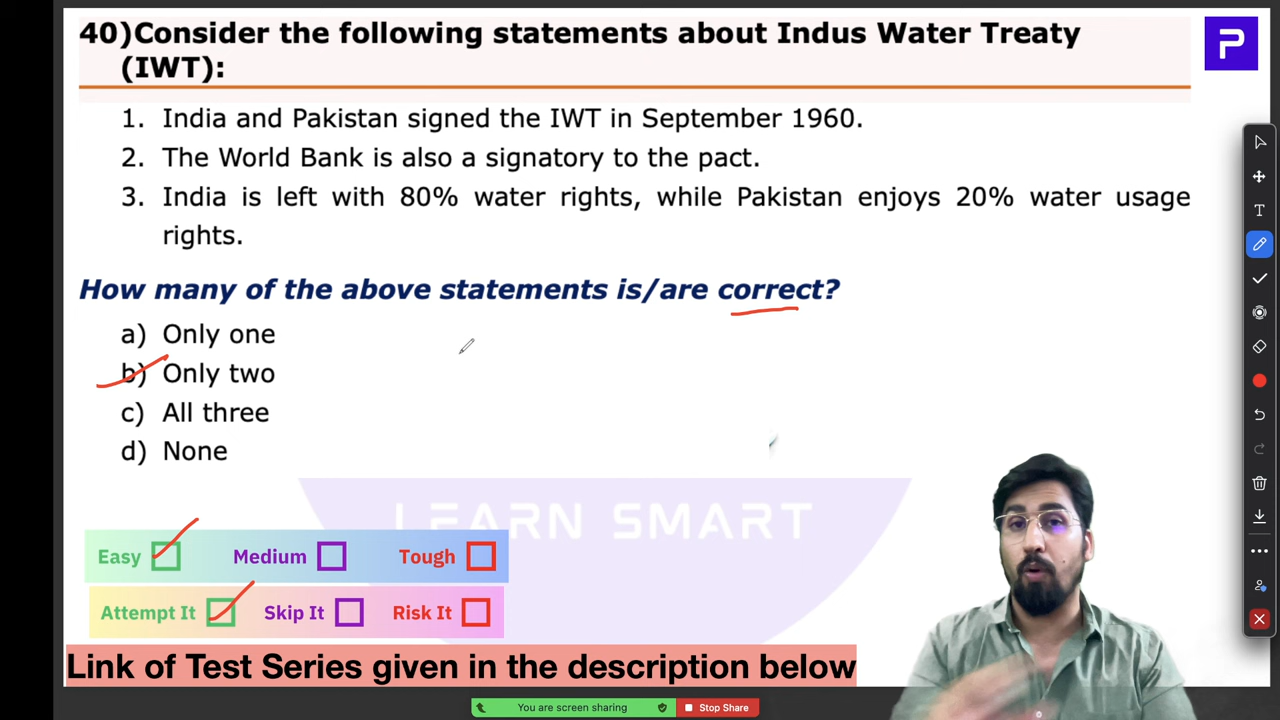 40)Consider the following statements about Indus Water Treaty
(IWT):
P
1. India and Pakistan signed the IWT in September 1960.
2. The World Bank is also a signatory to the pact.
3. India is left with 80% water rights, while Pakistan enjoys 20% water usage
rights.
How many of the above statements is/are correct?
a) Only one
b) Only two
c) All three
d) None
LEARN SMART
Easy Medium Tough
Attempt It Skip It Risk It
Link of Test Series given in the description below
You are screen sharing Stop Share
T